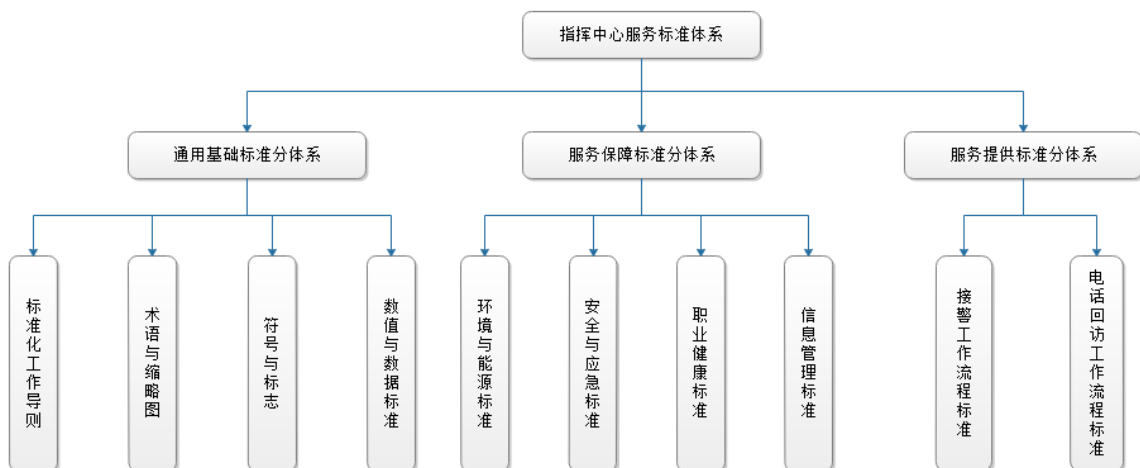 指挥中心服务标准体系
通用基础标准分体系
服务保障标准分体系
服务提供标准分体系
标准化工作导则
术语与缩略图
符号与标志
数值与数据标准
环境与能源标准
安全与应急标准
职业健康标准
信息管理标准
接警工作流程标准
电话回访工作流程标准